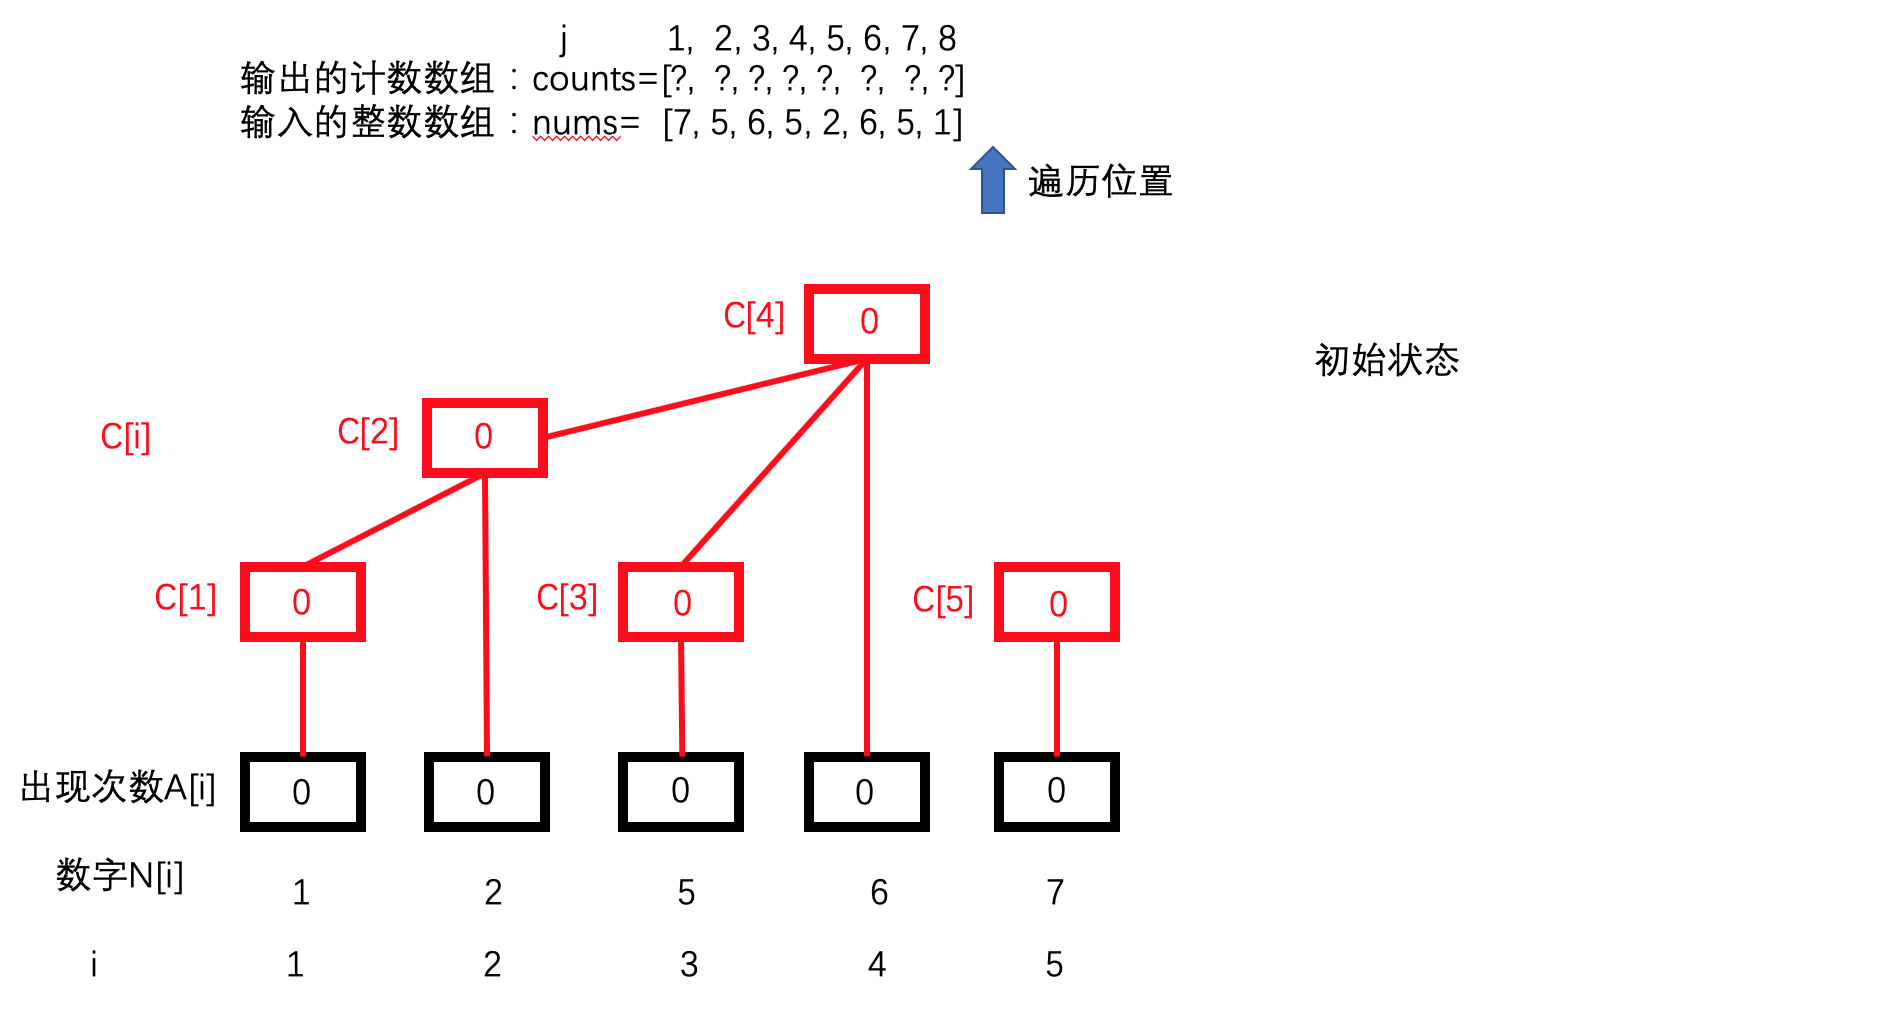 j 1, 2, 3, 4, 5, 6, 7, 8
输出的计数数组：counts=[?, ?, ?, ?, ?, ?, ?, ?]
输入的整数数组：nums= [7, 5, 6, 5, 2, 6, 5, 1]
遍历位置
C[4] 0
初始状态
C[i] C[2] 0
C[1] 0 C[3] 0 C[5] 0
出现次数A[i] 0 0 0 0 0
数字N[i] 1 2 5 6 7
i 1 2 3 4 5